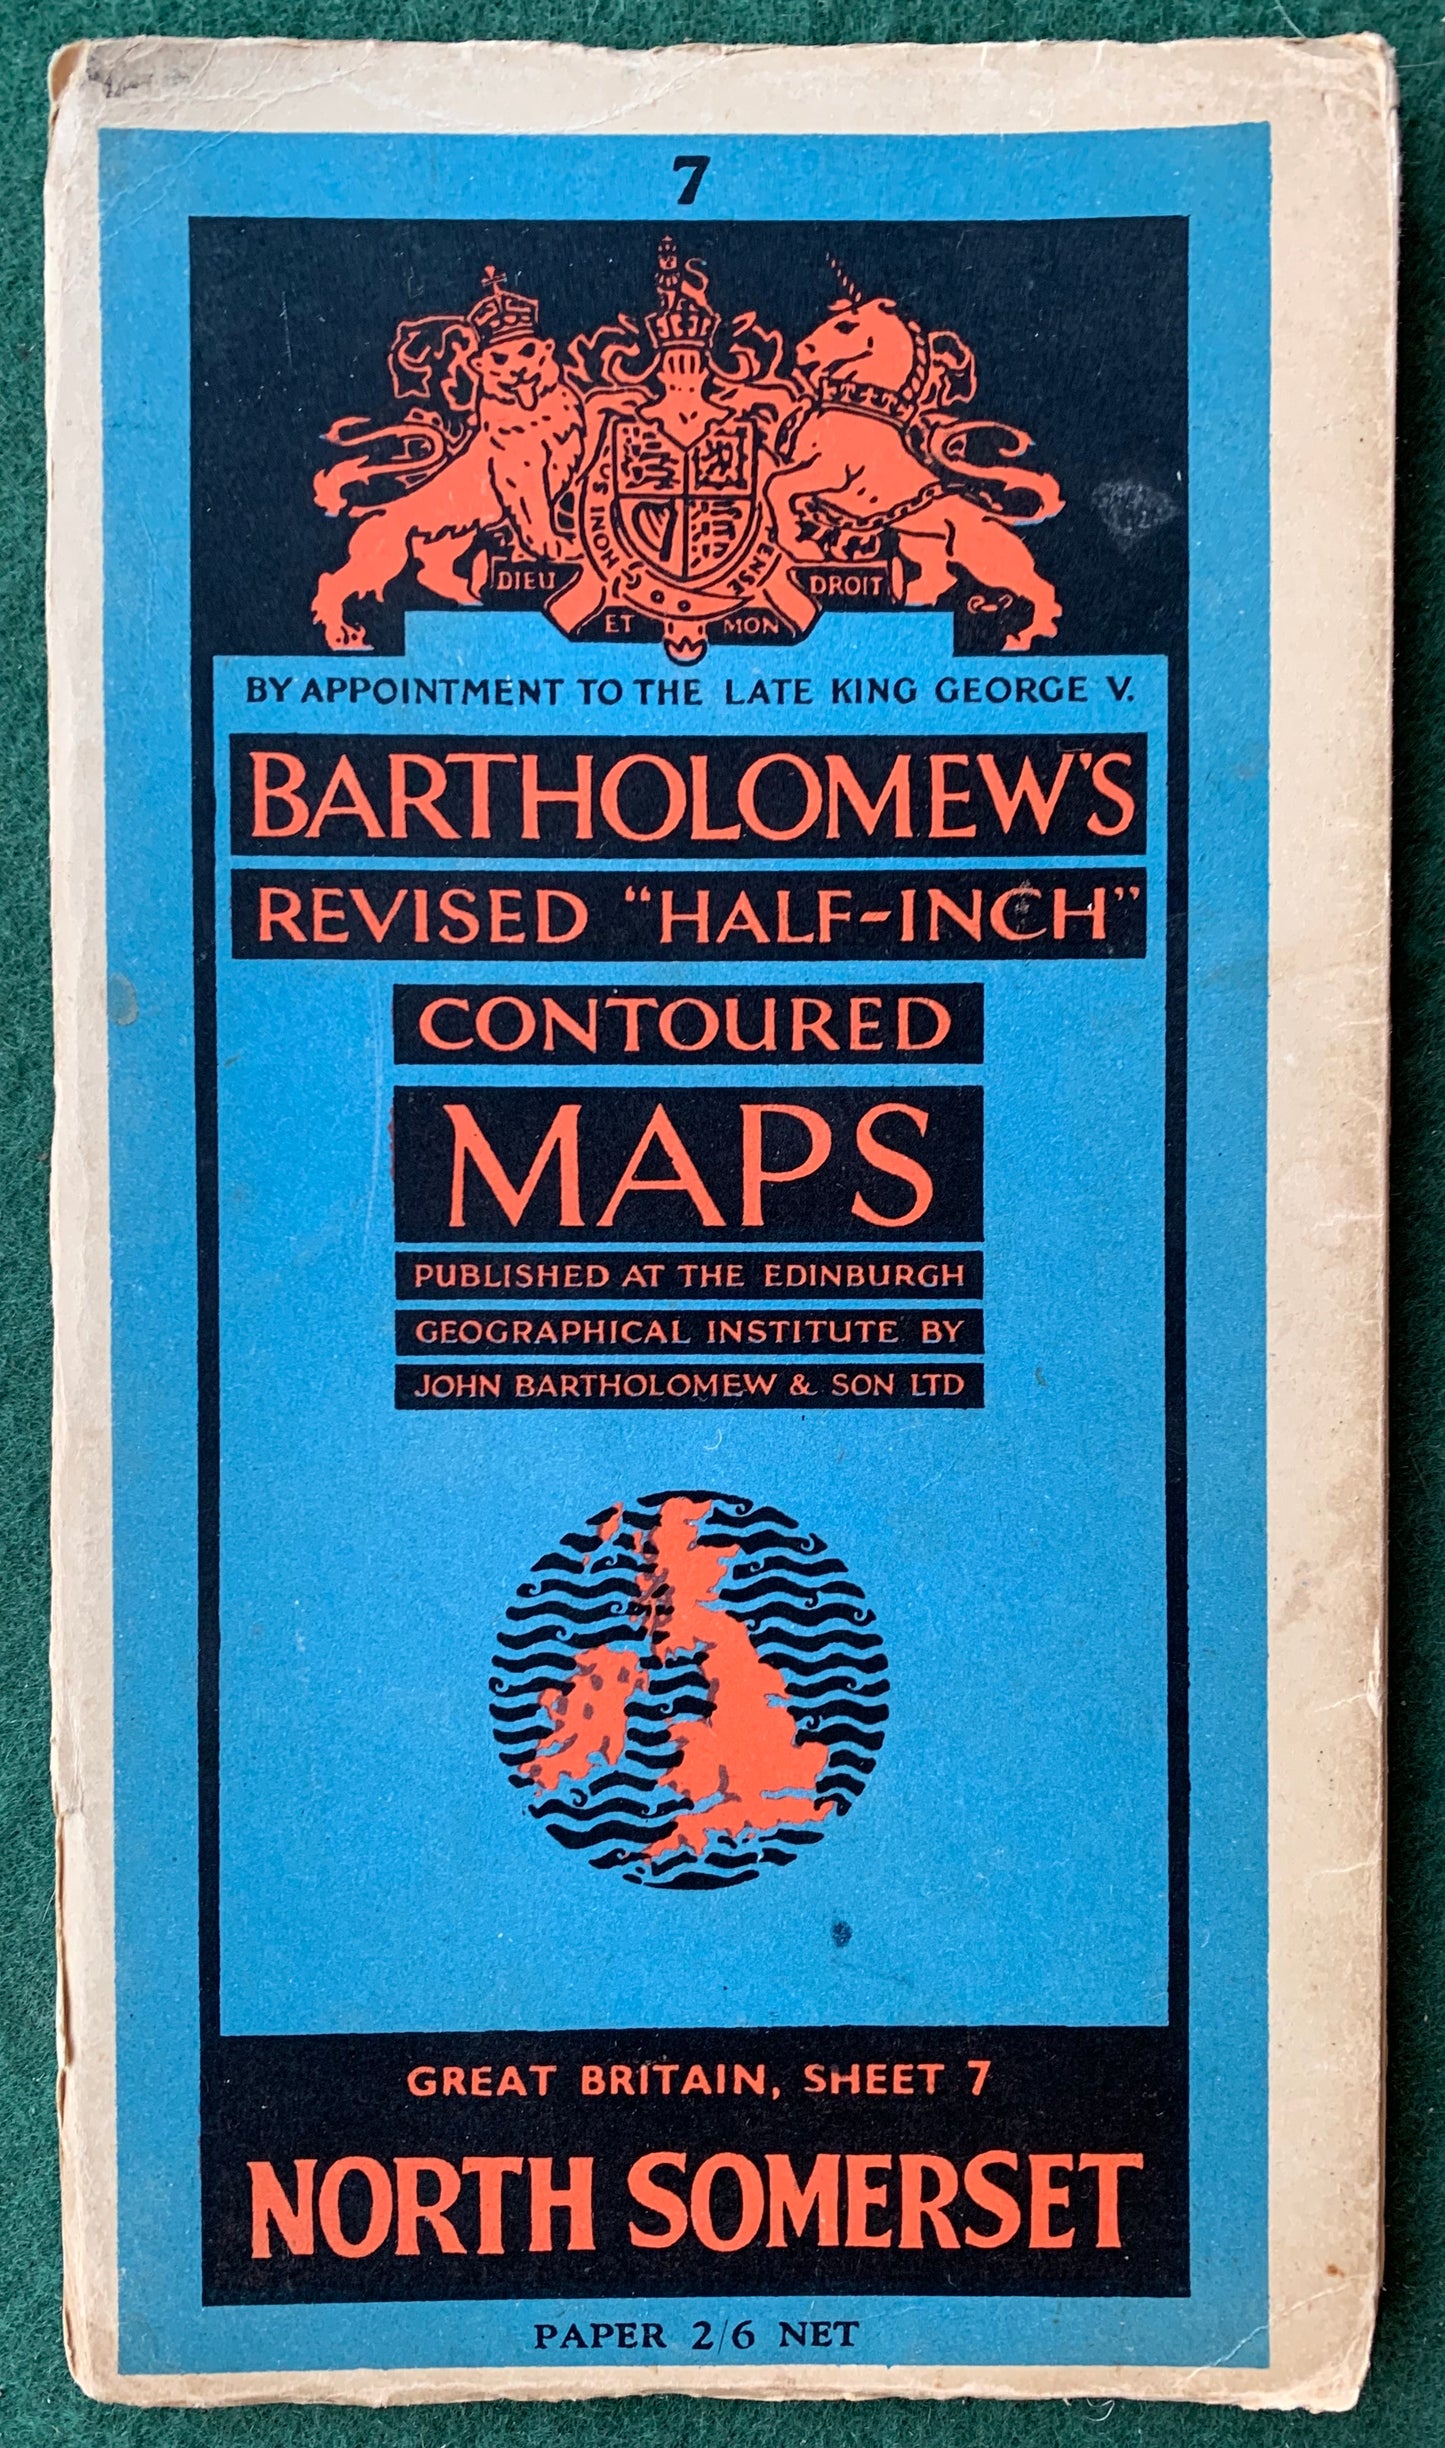 7
HONI
ENSE
DIEU
DROIT
ET MON
BY APPOINTMENT TO THE LATE KING GEORGE V.
BARTHOLOMEW'S
REVISED “HALF-INCH”
CONTOURED
MAPS
PUBLISHED AT THE EDINBURGH
GEOGRAPHICAL INSTITUTE BY
JOHN BARTHOLOMEW & SON LTD
GREAT BRITAIN, SHEET 7
NORTH SOMERSET
PAPER 2/6 NET